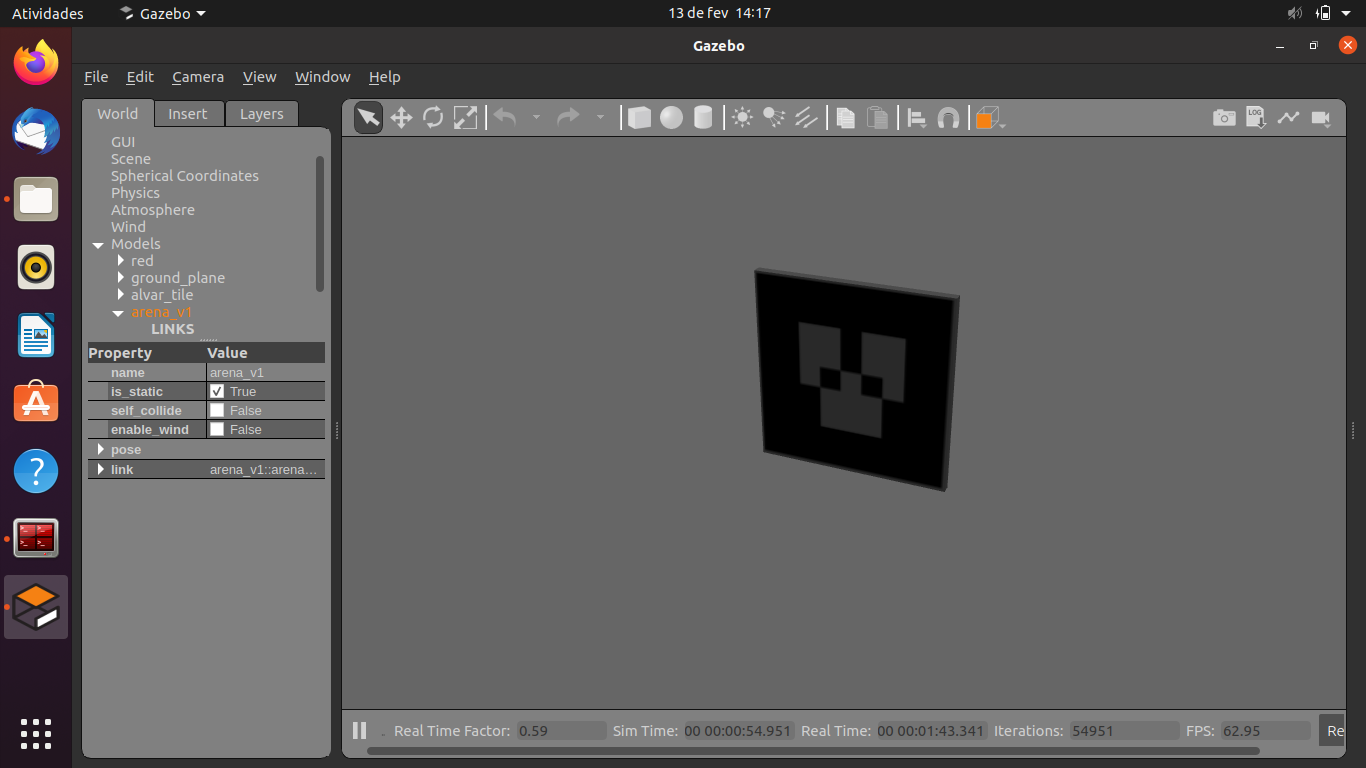 Atividades
Gazebo
13 de fev 14:17
Gazebo
File Edit Camera View Window Help
World Insert Layers
GUI
Scene
Spherical Coordinates
Physics
Atmosphere
Wind
Models
red
ground_plane
alvar_tile
arena_v1
LINKS
Property Value
name arena_v1
is_static True
self_collide False
enable_wind False
pose
link arena_v1::arena…
LOG
Real Time Factor: 0.59 Sim Time: 00 00:00:54.951 Real Time: 00 00:01:43.341 Iterations: 54951 FPS: 62.95 Re